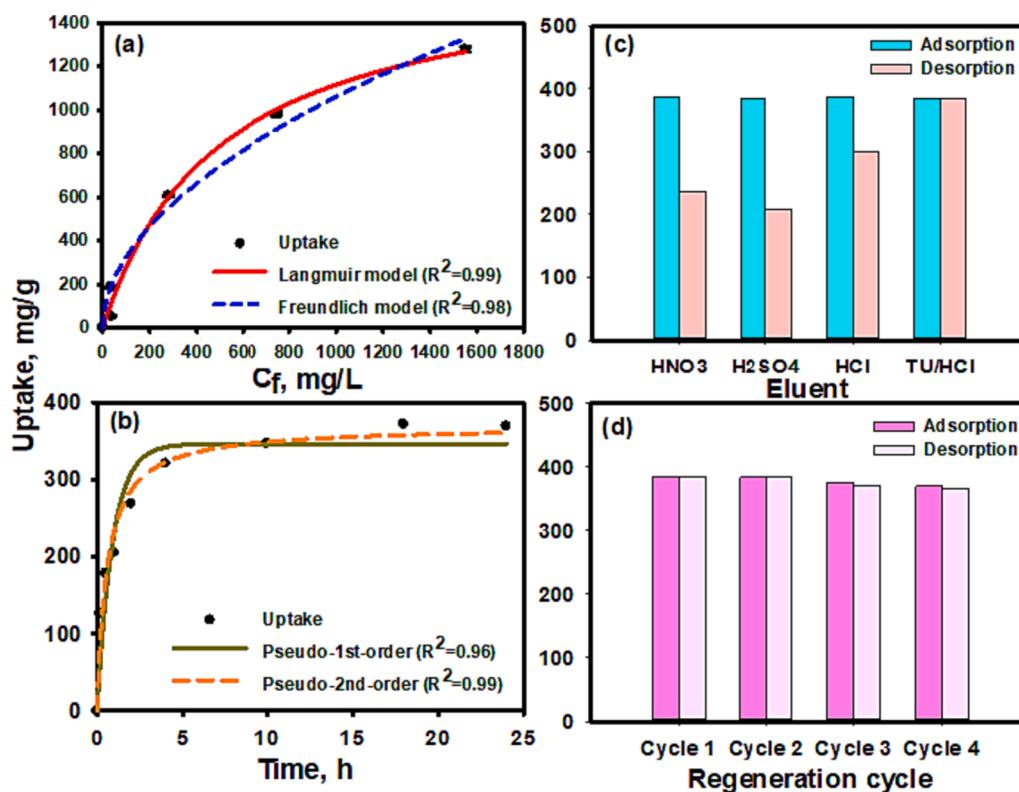 Uptake, mg/g
(a)
1400
1200
1000
800
600
400
200
0
Uptake
Langmuir model (R²=0.99)
Freundlich model (R²=0.98)
0 200 400 600 800 1000 1200 1400 1600 1800
Cf, mg/L
(b)
400
300
200
100
0
Uptake
Pseudo-1st-order (R²=0.96)
Pseudo-2nd-order (R²=0.99)
0 5 10 15 20 25
Time, h
(c)
Adsorption
Desorption
500
400
300
200
100
0
HNO3 H2SO4 HCl TU/HCl
Eluent
(d)
Adsorption
Desorption
500
400
300
200
100
0
Cycle 1 Cycle 2 Cycle 3 Cycle 4
Regeneration cycle